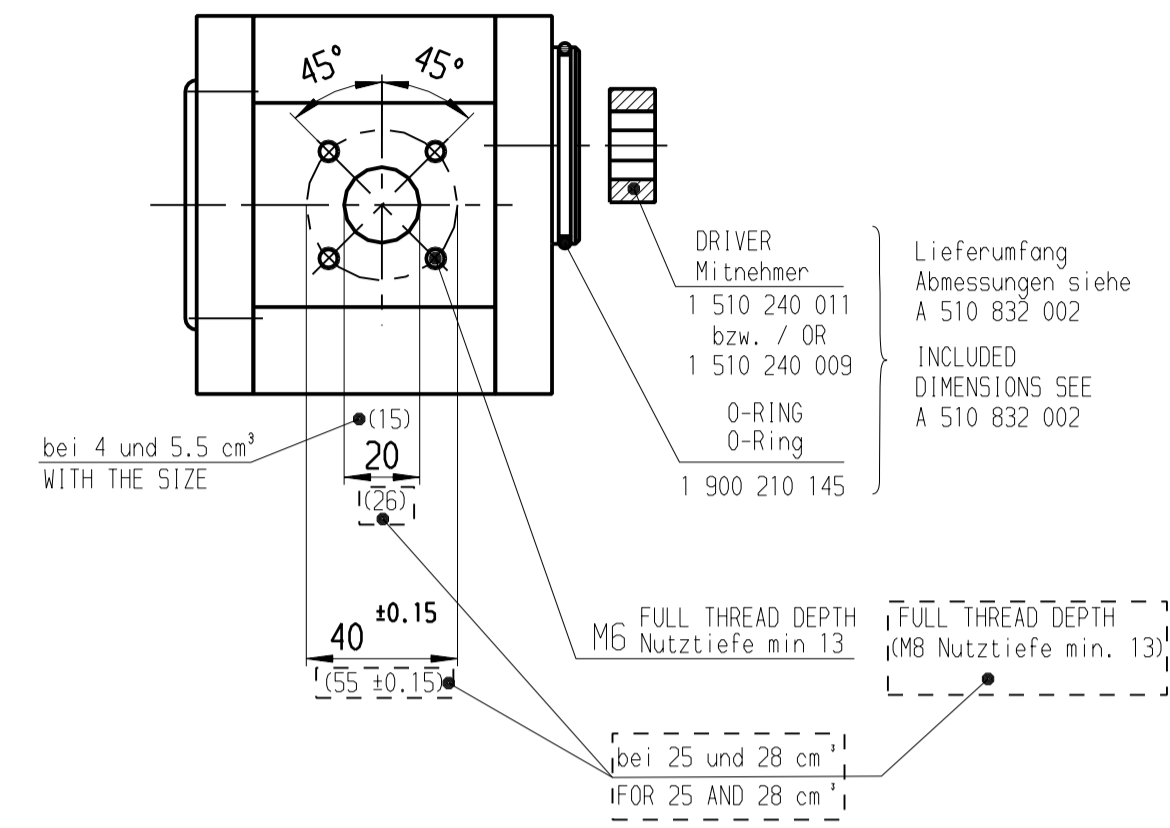 45° 45°
DRIVER
Mitnehmer
1 510 240 011
bzw. / OR
1 510 240 009
O-RING
O-Ring
1 900 210 145
Lieferumfang
Abmessungen siehe
A 510 832 002
INCLUDED
DIMENSIONS SEE
A 510 832 002
bei 4 und 5.5 cm³
WITH THE SIZE
(15)
20
(26)
40 ±0.15
(55 ±0.15)
M6 FULL THREAD DEPTH
Nutztiefe min 13
FULL THREAD DEPTH
(M8 Nutztiefe min. 13)
bei 25 und 28 cm³
FOR 25 AND 28 cm³